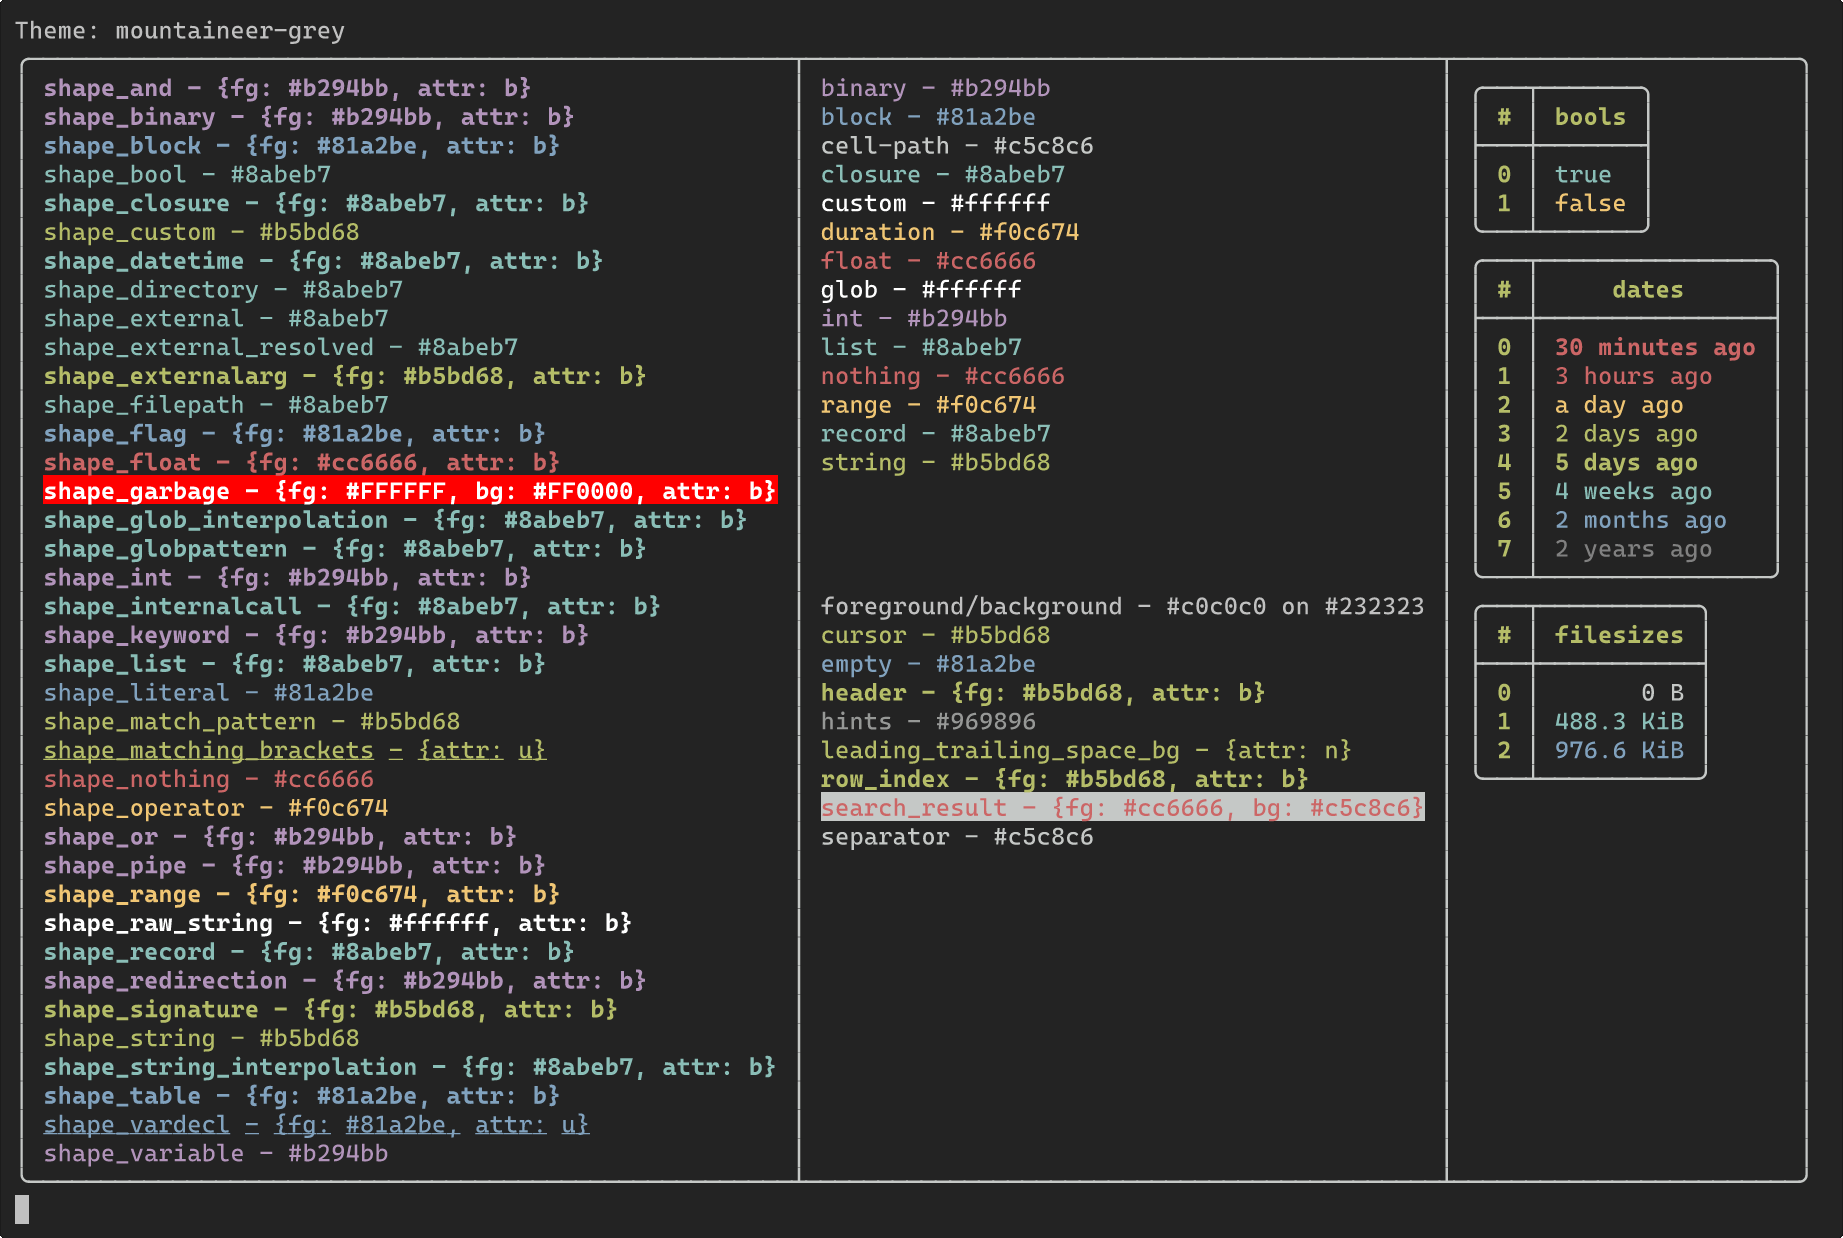 Theme: mountaineer-grey
shape_and - {fg: #b294bb, attr: b}
shape_binary - {fg: #b294bb, attr: b}
shape_block - {fg: #81a2be, attr: b}
shape_bool - #8abeb7
shape_closure - {fg: #8abeb7, attr: b}
shape_custom - #b5bd68
shape_datetime - {fg: #8abeb7, attr: b}
shape_directory - #8abeb7
shape_external - #8abeb7
shape_external_resolved - #8abeb7
shape_externalarg - {fg: #b5bd68, attr: b}
shape_filepath - #8abeb7
shape_flag - {fg: #81a2be, attr: b}
shape_float - {fg: #cc6666, attr: b}
shape_garbage - {fg: #FFFFFF, bg: #FF0000, attr: b}
shape_glob_interpolation - {fg: #8abeb7, attr: b}
shape_globpattern - {fg: #8abeb7, attr: b}
shape_int - {fg: #b294bb, attr: b}
shape_internalcall - {fg: #8abeb7, attr: b}
shape_keyword - {fg: #b294bb, attr: b}
shape_list - {fg: #8abeb7, attr: b}
shape_literal - #81a2be
shape_match_pattern - #b5bd68
shape_matching_brackets - {attr: u}
shape_nothing - #cc6666
shape_operator - #f0c674
shape_or - {fg: #b294bb, attr: b}
shape_pipe - {fg: #b294bb, attr: b}
shape_range - {fg: #f0c674, attr: b}
shape_raw_string - {fg: #ffffff, attr: b}
shape_record - {fg: #8abeb7, attr: b}
shape_redirection - {fg: #b294bb, attr: b}
shape_signature - {fg: #b5bd68, attr: b}
shape_string - #b5bd68
shape_string_interpolation - {fg: #8abeb7, attr: b}
shape_table - {fg: #81a2be, attr: b}
shape_vardecl - {fg: #81a2be, attr: u}
shape_variable - #b294bb
binary - #b294bb
block - #81a2be
cell-path - #c5c8c6
closure - #8abeb7
custom - #ffffff
duration - #f0c674
float - #cc6666
glob - #ffffff
int - #b294bb
list - #8abeb7
nothing - #cc6666
range - #f0c674
record - #8abeb7
string - #b5bd68
foreground/background - #c0c0c0 on #232323
cursor - #b5bd68
empty - #81a2be
header - {fg: #b5bd68, attr: b}
hints - #969896
leading_trailing_space_bg - {attr: n}
row_index - {fg: #b5bd68, attr: b}
search_result - {fg: #cc6666, bg: #c5c8c6}
separator - #c5c8c6
# bools
0 true
1 false
# dates
0 30 minutes ago
1 3 hours ago
2 a day ago
3 2 days ago
4 5 days ago
5 4 weeks ago
6 2 months ago
7 2 years ago
# filesizes
0 0 B
1 488.3 KiB
2 976.6 KiB